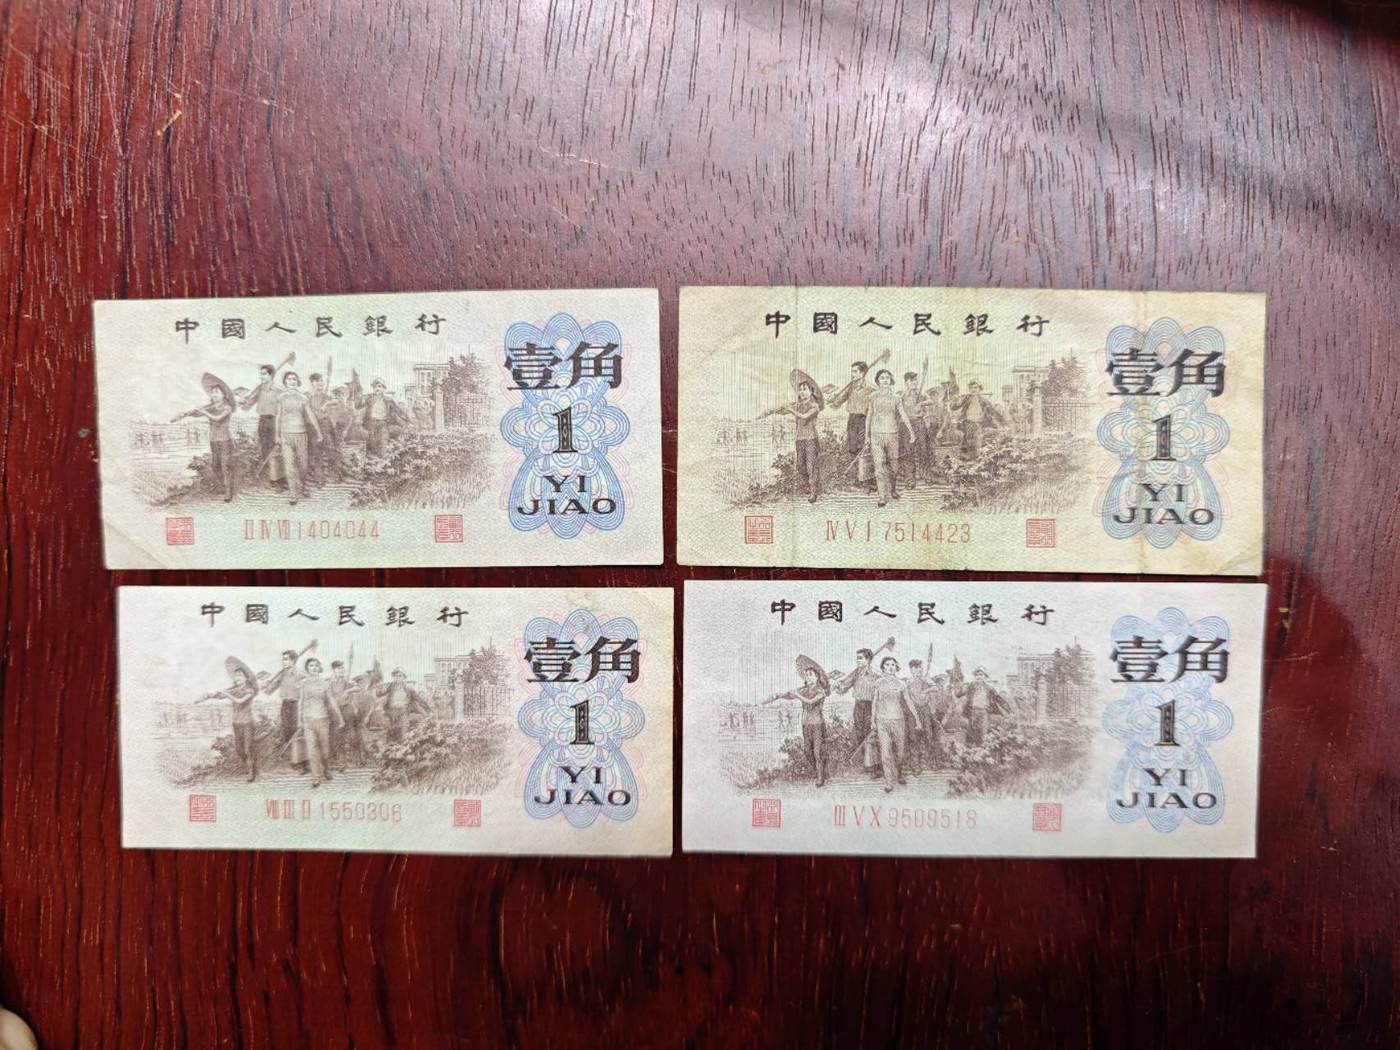 中國人民銀行
壹角
1
YI
JIAO
ⅡⅣⅦ1404044
中國人民銀行
壹角
1
YI
JIAO
ⅣⅤⅠ7514423
中國人民銀行
壹角
1
YI
JIAO
ⅧⅢⅡ1550306
中國人民銀行
壹角
1
YI
JIAO
ⅢⅤⅩ9509518